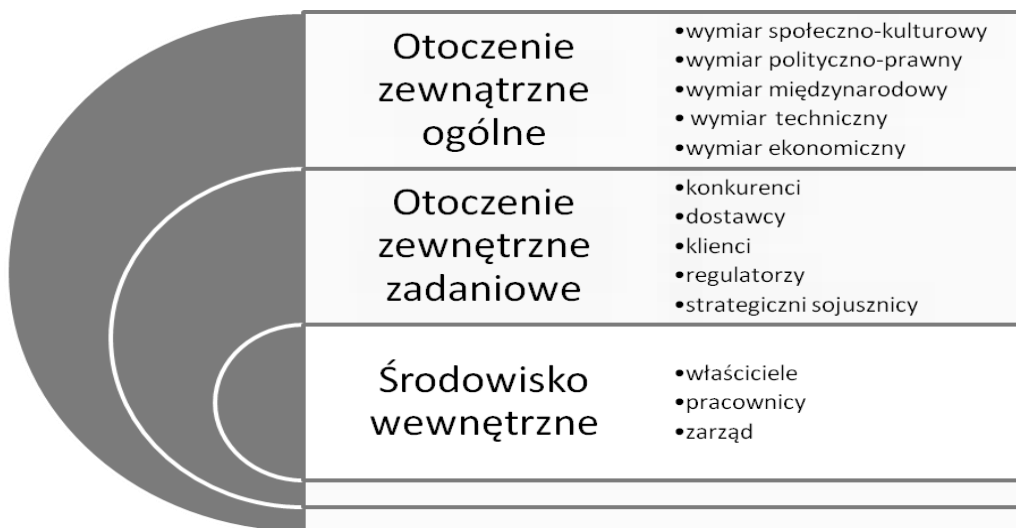 Otoczenie
zewnątrzne
ogólne
•wymiar społeczno-kulturowy
•wymiar polityczno-prawny
•wymiar międzynarodowy
• wymiar techniczny
•wymiar ekonomiczny
Otoczenie
zewnętrzne
zadaniowe
•konkurenci
•dostawcy
•klienci
•regulatorzy
•strategiczni sojusznicy
Środowisko
wewnętrzne
•właściciele
•pracownicy
•zarząd